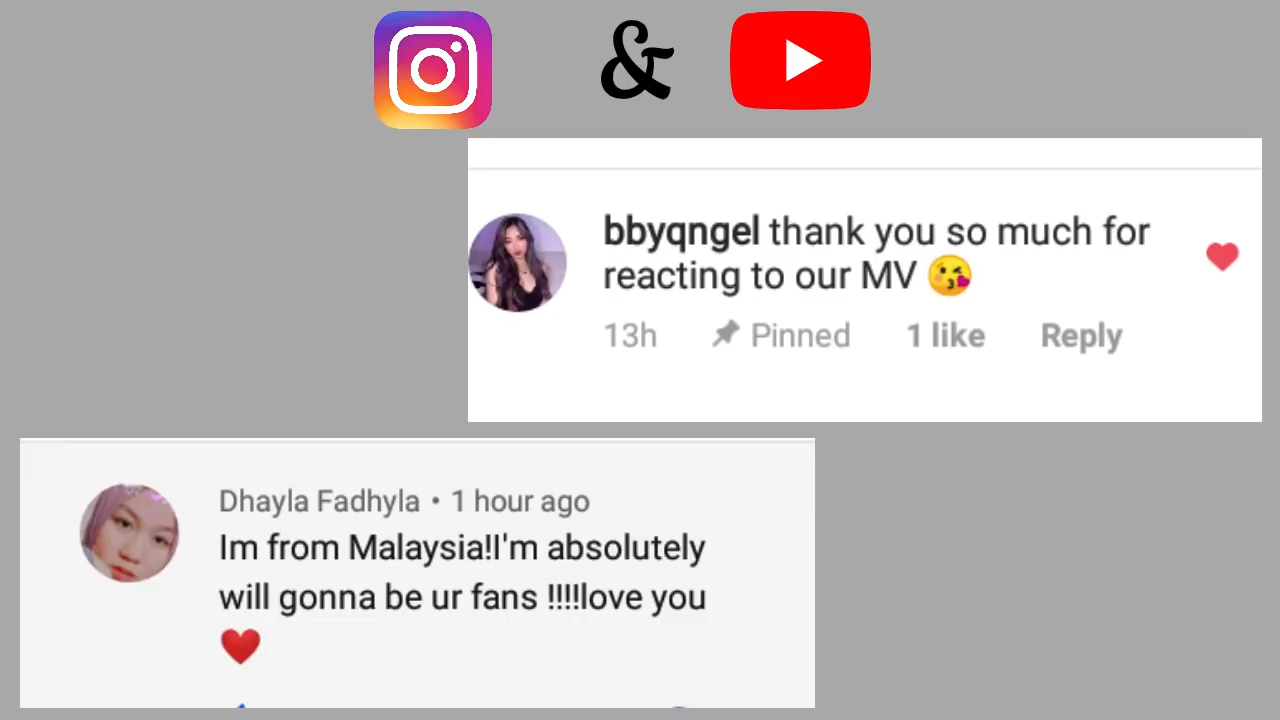 &
bbyqngel thank you so much for
reacting to our MV 😘
13h Pinned 1 like Reply
Dhayla Fadhyla • 1 hour ago
Im from Malaysia!I'm absolutely
will gonna be ur fans !!!!love you
❤️